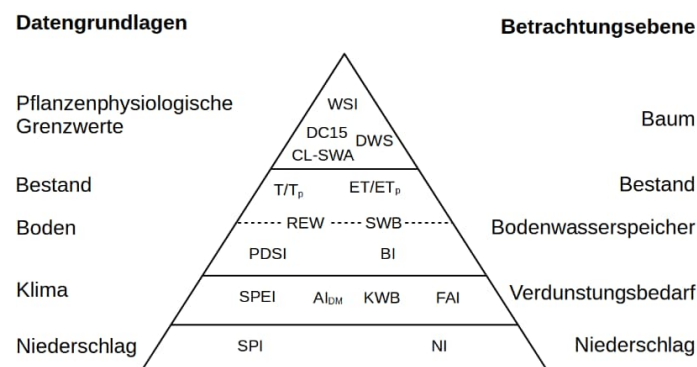 Datengrundlagen
Betrachtungsebene
Pflanzenphysiologische
Grenzwerte
WSI
DC15
DWS
CL-SWA
Baum
Bestand
T/Tp
ET/ETp
Bestand
Boden
REW
SWB
Bodenwasserspeicher
PDSI
BI
Klima
SPEI
AIDM
KWB
FAI
Verdunstungsbedarf
Niederschlag
SPI
NI
Niederschlag